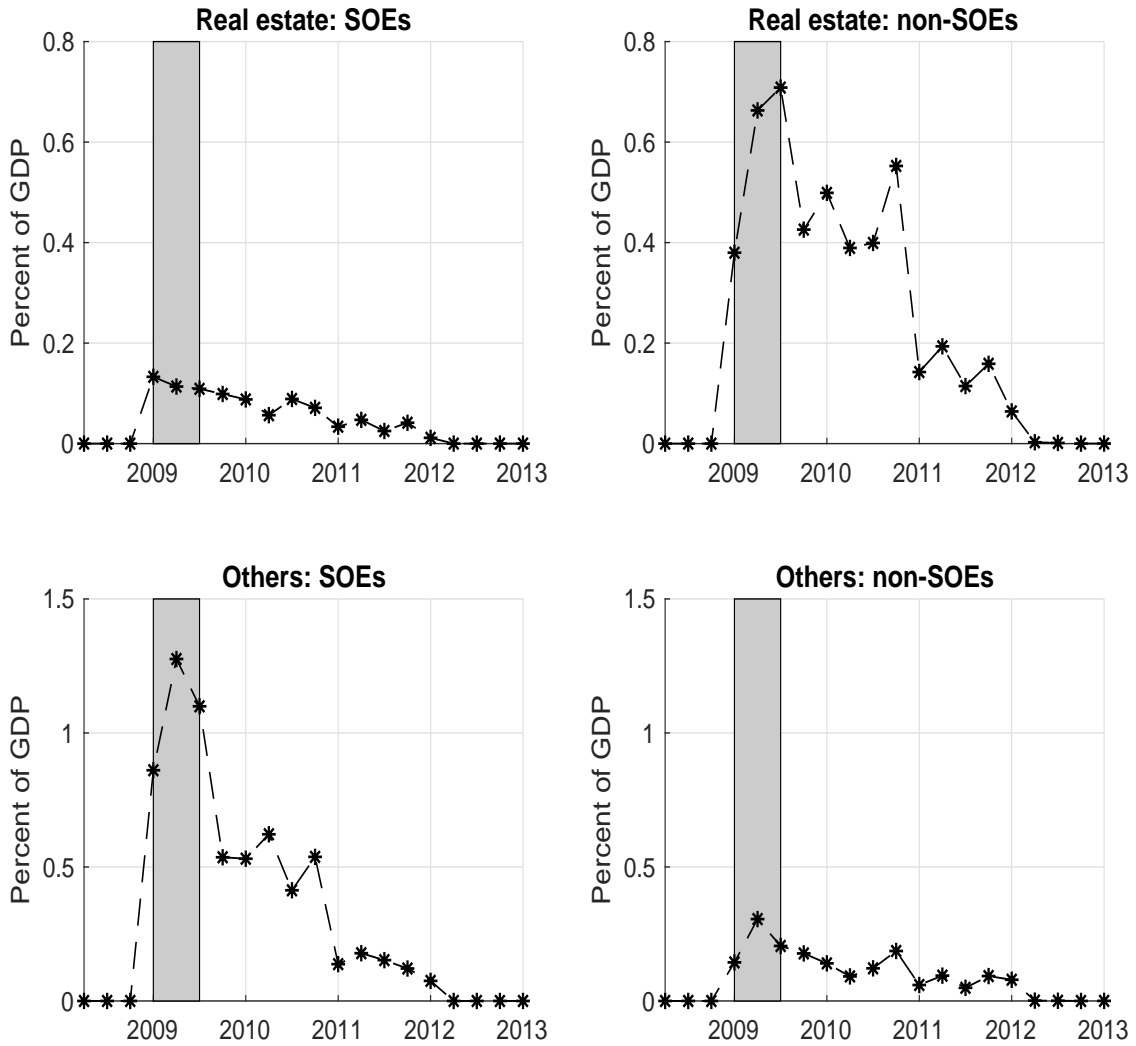 Real estate: SOEs
Percent of GDP
0.8
0.6
0.4
0.2
0
2009 2010 2011 2012 2013
Real estate: non-SOEs
Percent of GDP
0.8
0.6
0.4
0.2
0
2009 2010 2011 2012 2013
Others: SOEs
Percent of GDP
1.5
1
0.5
0
2009 2010 2011 2012 2013
Others: non-SOEs
Percent of GDP
1.5
1
0.5
0
2009 2010 2011 2012 2013